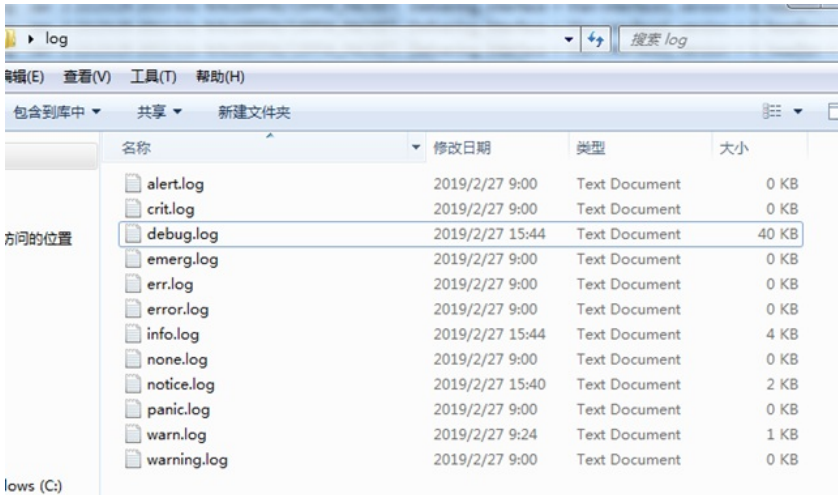 log
搜索 log
编辑(E) 查看(V) 工具(T) 帮助(H)
包含到库中 共享 新建文件夹
名称 修改日期 类型 大小
alert.log 2019/2/27 9:00 Text Document 0 KB
crit.log 2019/2/27 9:00 Text Document 0 KB
debug.log 2019/2/27 15:44 Text Document 40 KB
访问的位置
emerg.log 2019/2/27 9:00 Text Document 0 KB
err.log 2019/2/27 9:00 Text Document 0 KB
error.log 2019/2/27 9:00 Text Document 0 KB
info.log 2019/2/27 15:44 Text Document 4 KB
none.log 2019/2/27 9:00 Text Document 0 KB
notice.log 2019/2/27 15:40 Text Document 2 KB
panic.log 2019/2/27 9:00 Text Document 0 KB
warn.log 2019/2/27 9:24 Text Document 1 KB
warning.log 2019/2/27 9:00 Text Document 0 KB
lows (C:)